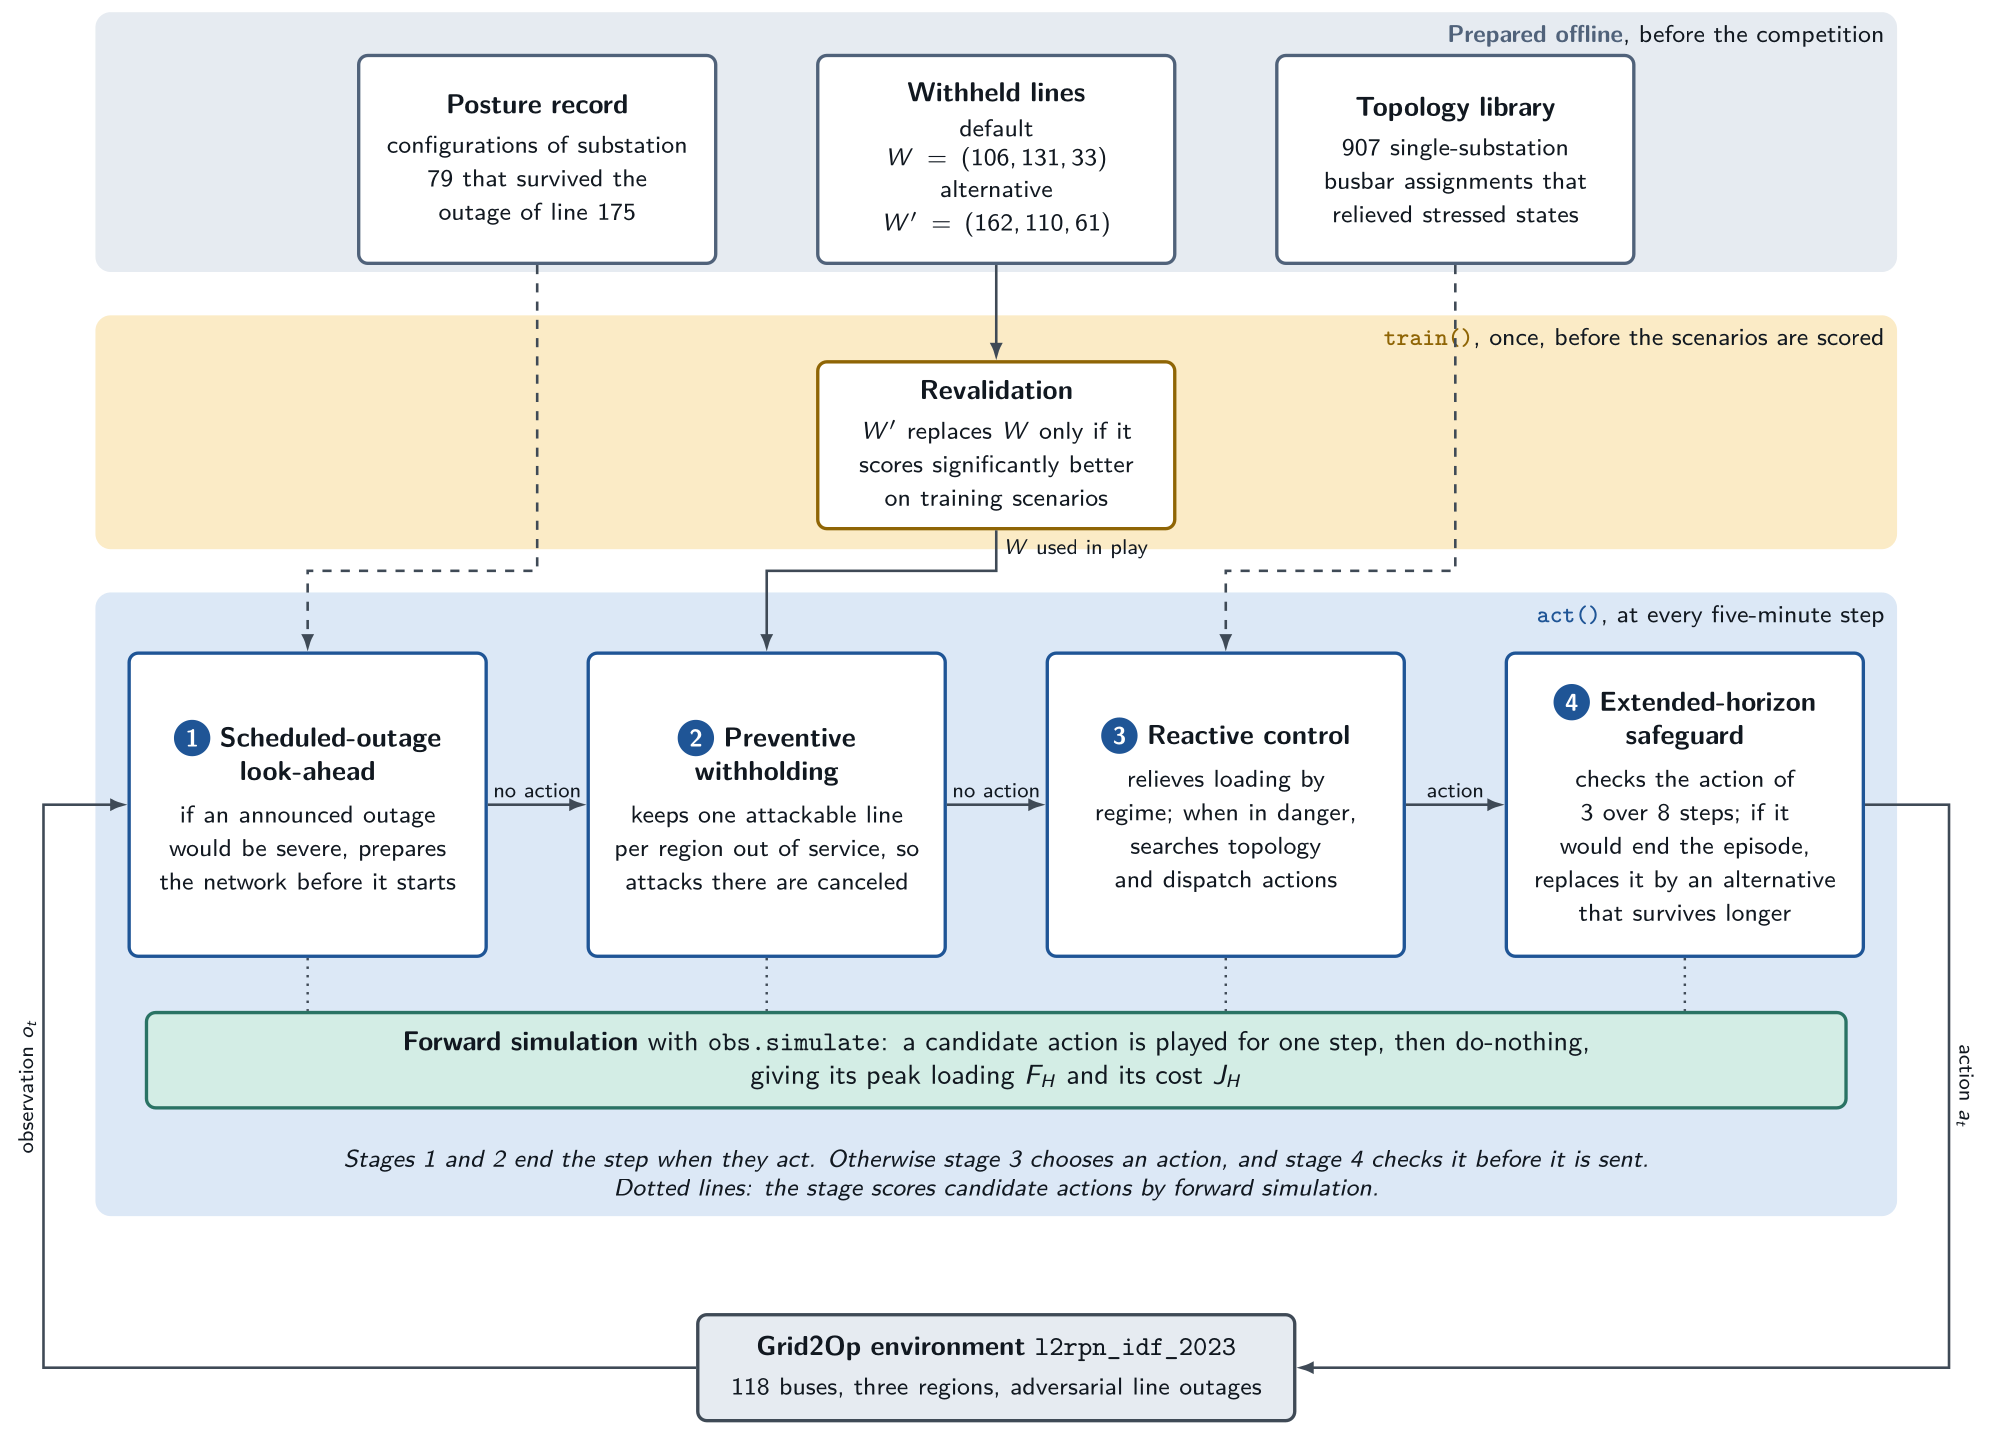 Prepared offline, before the competition
Posture record
configurations of substation
79 that survived the
outage of line 175
Withheld lines
default
W = (106, 131, 33)
alternative
W′ = (162, 110, 61)
Topology library
907 single-substation
busbar assignments that
relieved stressed states
train(), once, before the scenarios are scored
Revalidation
W′ replaces W only if it
scores significantly better
on training scenarios
W used in play
act(), at every five-minute step
1 Scheduled-outage
look-ahead
if an announced outage
would be severe, prepares
the network before it starts
no action
2 Preventive
withholding
keeps one attackable line
per region out of service, so
attacks there are canceled
no action
3 Reactive control
relieves loading by
regime; when in danger,
searches topology
and dispatch actions
action
4 Extended-horizon
safeguard
checks the action of
3 over 8 steps; if it
would end the episode,
replaces it by an alternative
that survives longer
Forward simulation with obs.simulate: a candidate action is played for one step, then do-nothing,
giving its peak loading F_H and its cost J_H
observation o_t
action a_t
Stages 1 and 2 end the step when they act. Otherwise stage 3 chooses an action, and stage 4 checks it before it is sent.
Dotted lines: the stage scores candidate actions by forward simulation.
Grid2Op environment l2rpn_idf_2023
118 buses, three regions, adversarial line outages